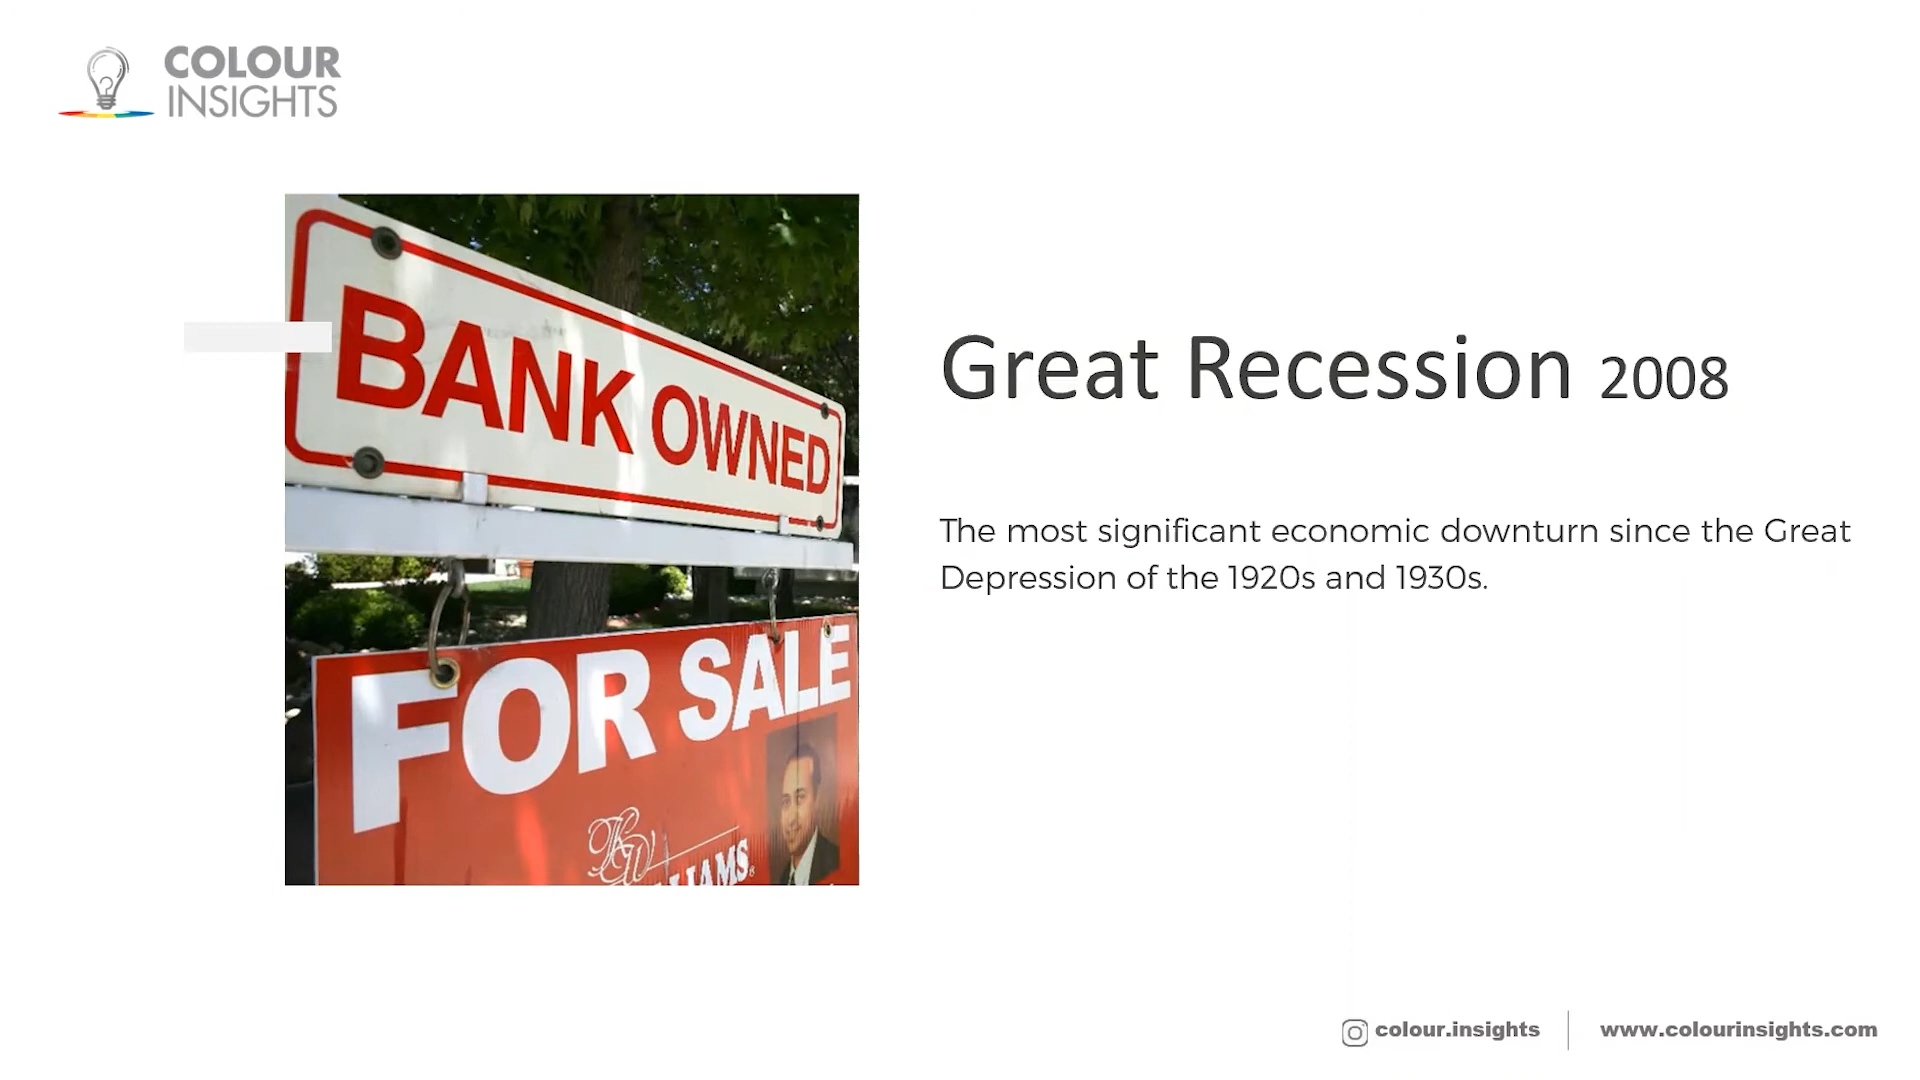 COLOUR
INSIGHTS
BANK OWNED
FOR SALE
KW
Great Recession 2008
The most significant economic downturn since the Great
Depression of the 1920s and 1930s.
colour.insights
www.colourinsights.com